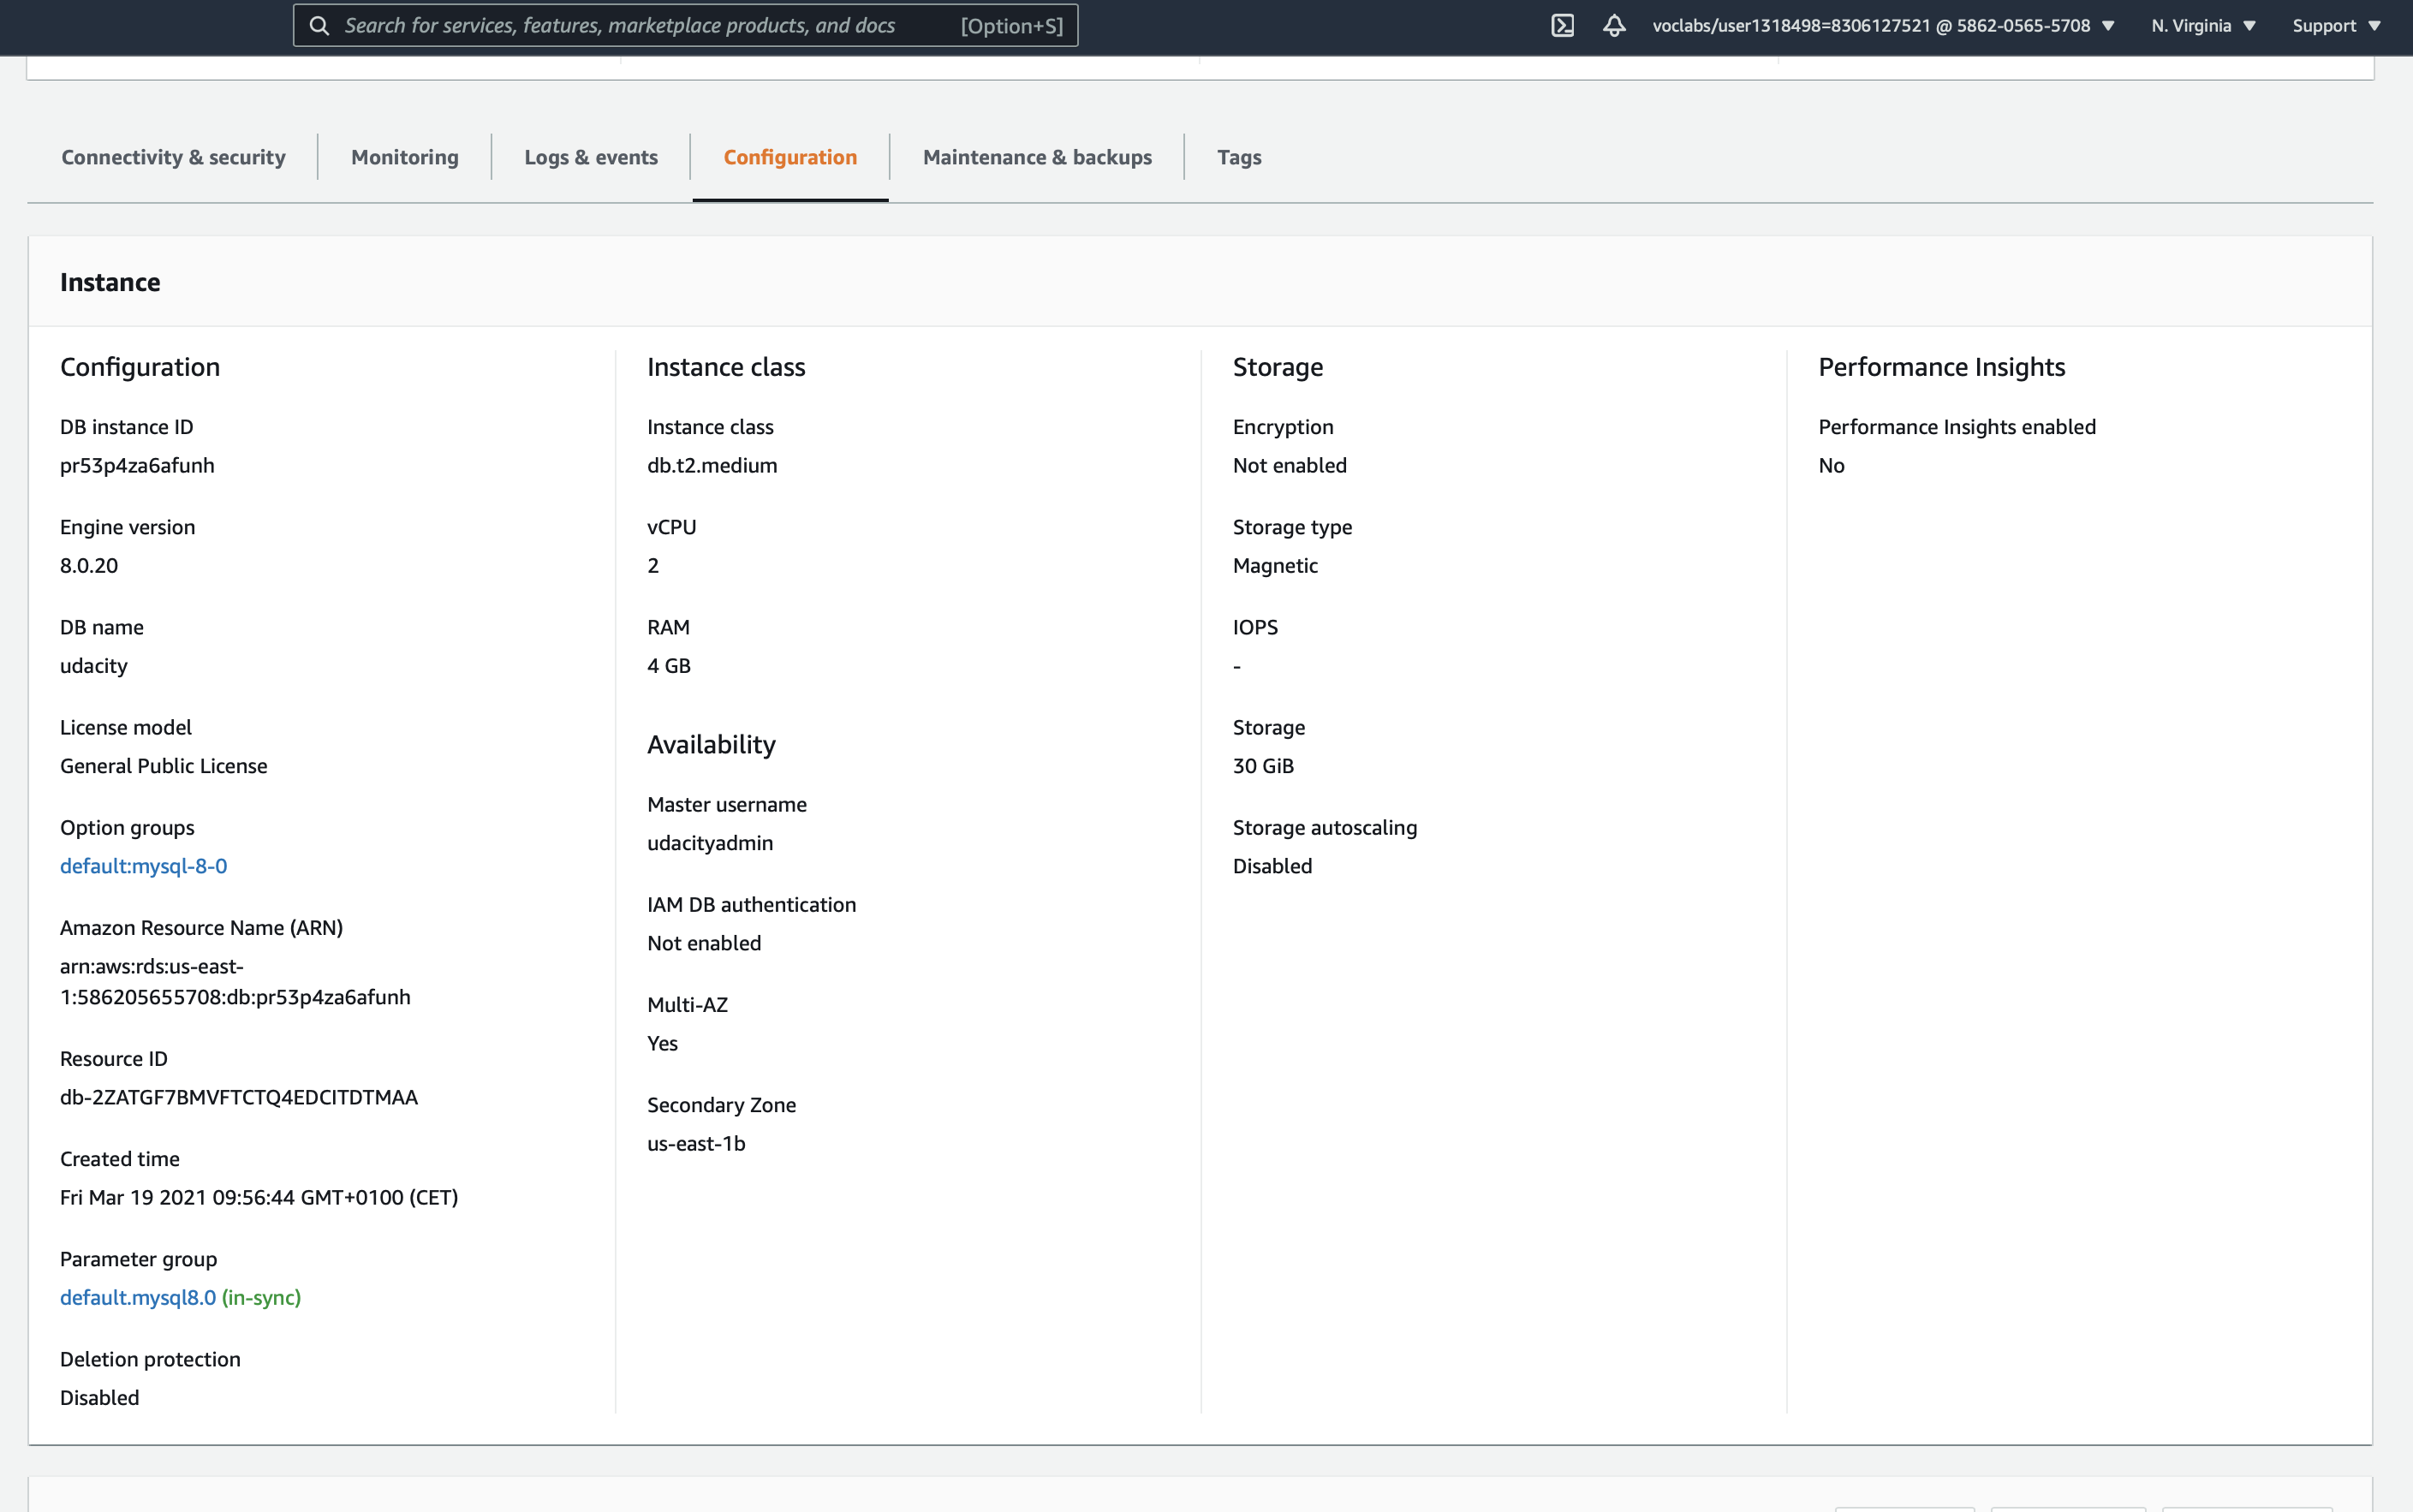 Search for services, features, marketplace products, and docs [Option+S]
voclabs/user1318498=8306127521 @ 5862-0565-5708
N. Virginia
Support
Connectivity & security
Monitoring
Logs & events
Configuration
Maintenance & backups
Tags
Instance
Configuration
DB instance ID
pr53p4za6afunh
Engine version
8.0.20
DB name
udacity
License model
General Public License
Option groups
default:mysql-8-0
Amazon Resource Name (ARN)
arn:aws:rds:us-east-
1:586205655708:db:pr53p4za6afunh
Resource ID
db-2ZATGF7BMVFTCTQ4EDCITDTMAA
Created time
Fri Mar 19 2021 09:56:44 GMT+0100 (CET)
Parameter group
default.mysql8.0 (in-sync)
Deletion protection
Disabled
Instance class
Instance class
db.t2.medium
vCPU
2
RAM
4 GB
Availability
Master username
udacityadmin
IAM DB authentication
Not enabled
Multi-AZ
Yes
Secondary Zone
us-east-1b
Storage
Encryption
Not enabled
Storage type
Magnetic
IOPS
-
Storage
30 GiB
Storage autoscaling
Disabled
Performance Insights
Performance Insights enabled
No